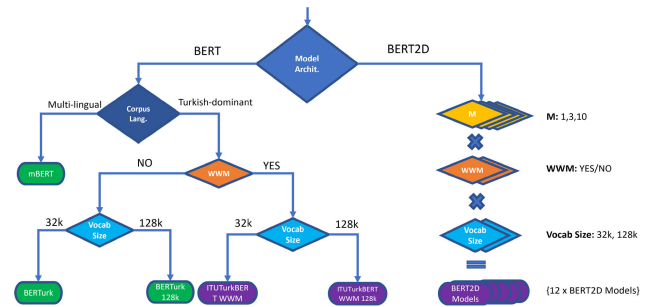 BERT
BERT2D
Model
Archit.
Multi-lingual
Turkish-dominant
Corpus
Lang.
M
M: 1,3,10
mBERT
NO
YES
WWM
WWM
WWM: YES/NO
32k
Vocab
Size
128k
32k
Vocab
Size
128k
Vocab
Size
Vocab Size: 32k, 128k
BERTurk
BERTurk
128k
ITUTurkBER
T WWM
ITUTurkBERT
WWM 128k
BERT2D
Models
{12 x BERT2D Models}